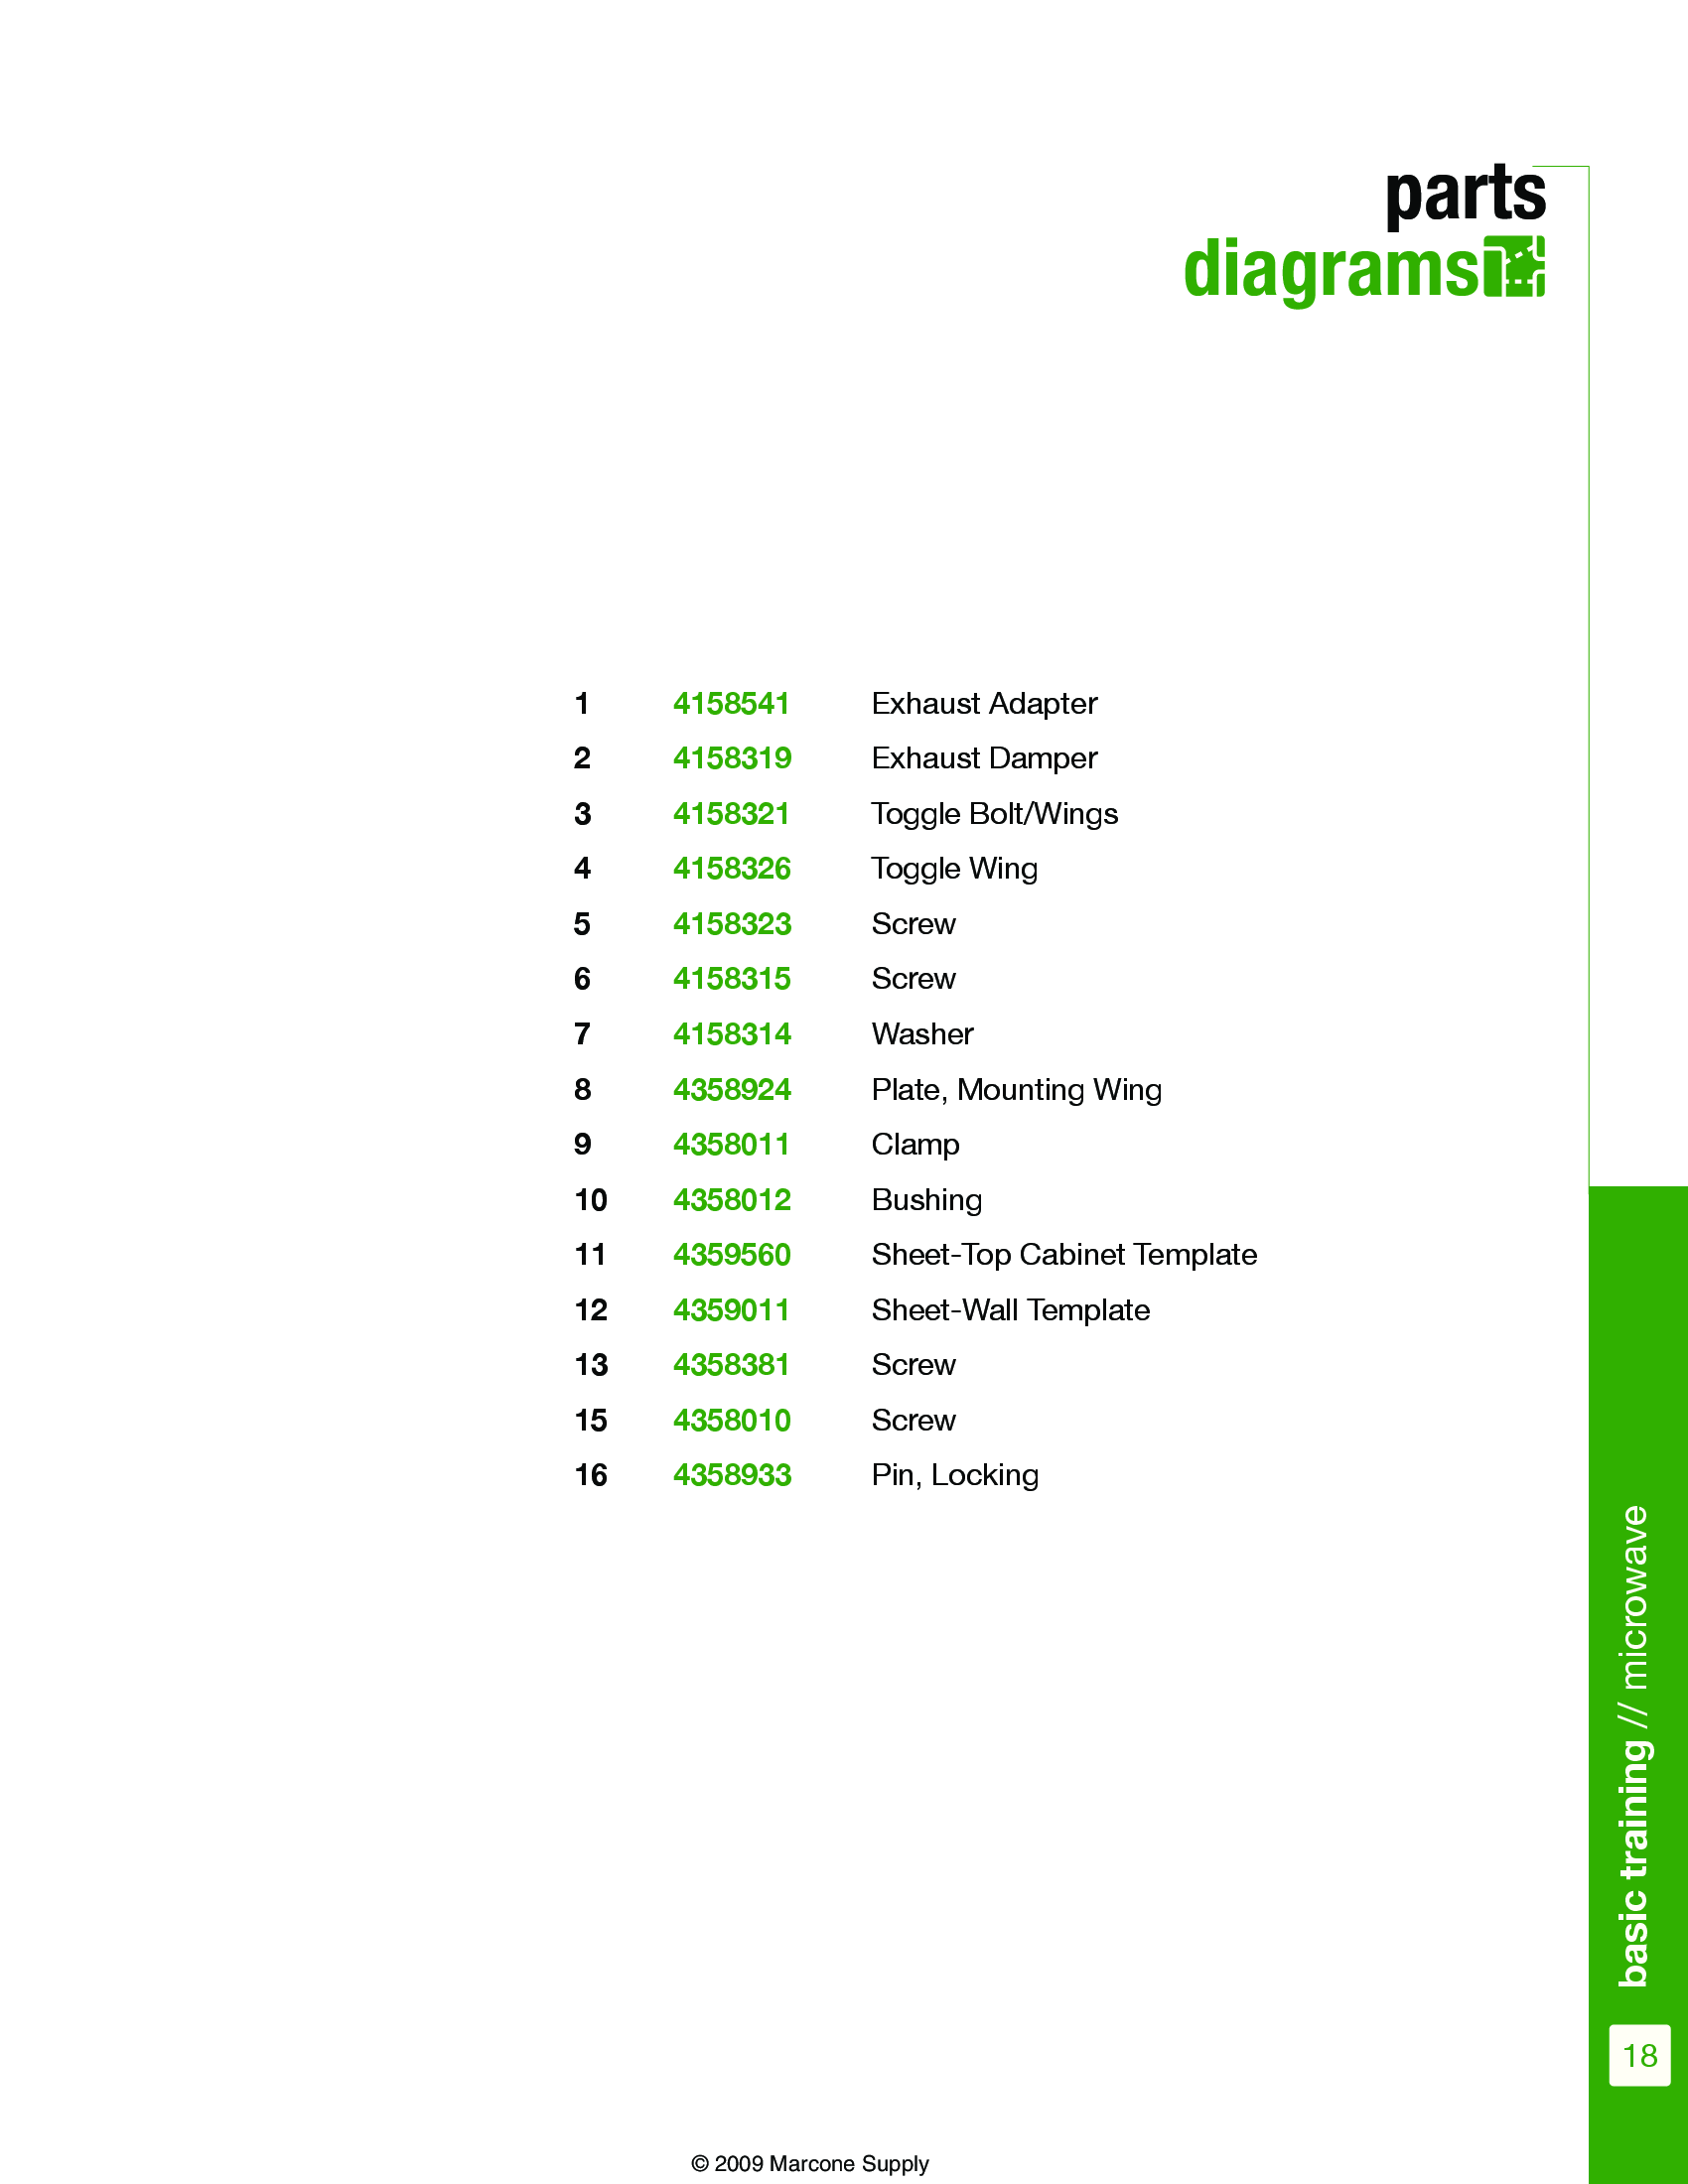 parts
diagrams
1 4158541 Exhaust Adapter
2 4158319 Exhaust Damper
3 4158321 Toggle Bolt/Wings
4 4158326 Toggle Wing
5 4158323 Screw
6 4158315 Screw
7 4158314 Washer
8 4358924 Plate, Mounting Wing
9 4358011 Clamp
10 4358012 Bushing
11 4359560 Sheet-Top Cabinet Template
12 4359011 Sheet-Wall Template
13 4358381 Screw
15 4358010 Screw
16 4358933 Pin, Locking
basic training // microwave
18
© 2009 Marcone Supply